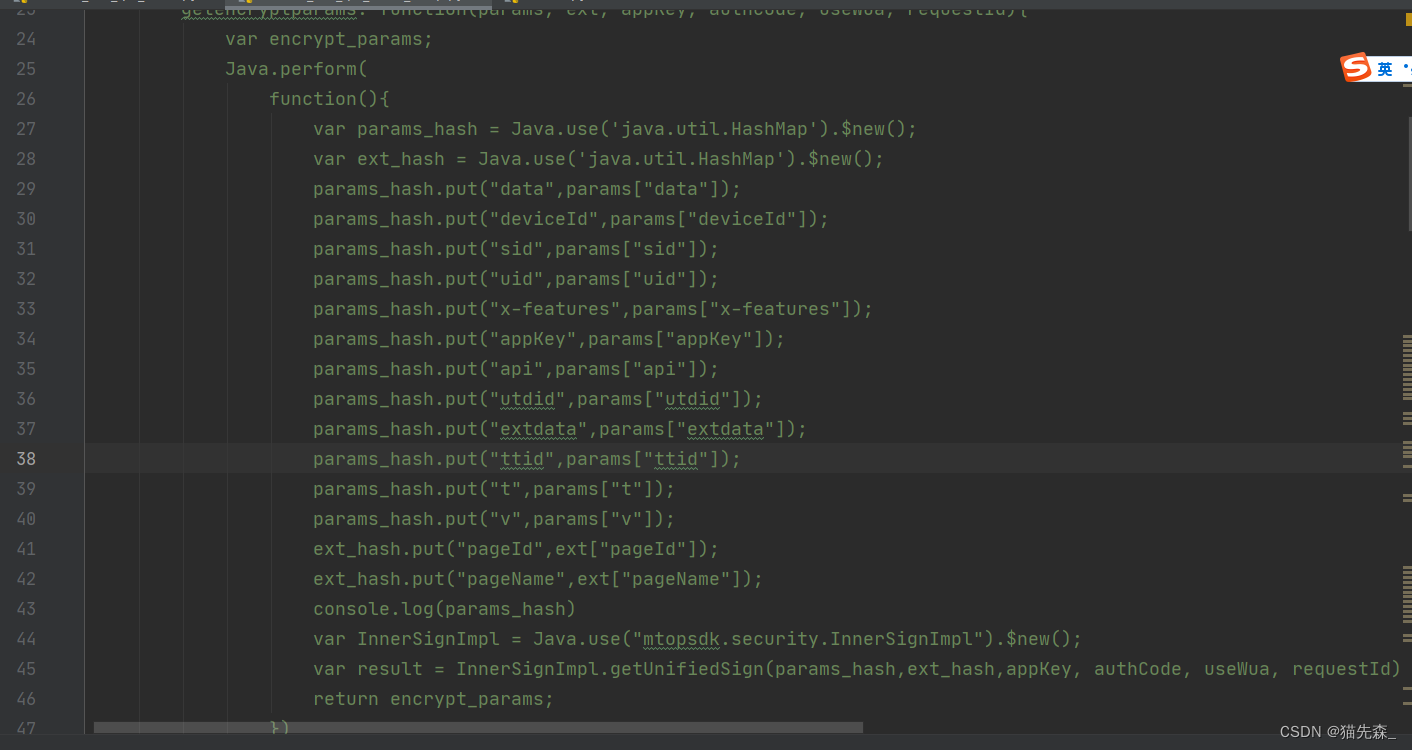 23 getencryptparams: function(params, ext, appKey, authCode, useWua, requestId){
24 var encrypt_params;
25 Java.perform(
26 function(){
27 var params_hash = Java.use('java.util.HashMap').$new();
28 var ext_hash = Java.use('java.util.HashMap').$new();
29 params_hash.put("data",params["data"]);
30 params_hash.put("deviceId",params["deviceId"]);
31 params_hash.put("sid",params["sid"]);
32 params_hash.put("uid",params["uid"]);
33 params_hash.put("x-features",params["x-features"]);
34 params_hash.put("appKey",params["appKey"]);
35 params_hash.put("api",params["api"]);
36 params_hash.put("utdid",params["utdid"]);
37 params_hash.put("extdata",params["extdata"]);
38 params_hash.put("ttid",params["ttid"]);
39 params_hash.put("t",params["t"]);
40 params_hash.put("v",params["v"]);
41 ext_hash.put("pageId",ext["pageId"]);
42 ext_hash.put("pageName",ext["pageName"]);
43 console.log(params_hash)
44 var InnerSignImpl = Java.use("mtopsdk.security.InnerSignImpl").$new();
45 var result = InnerSignImpl.getUnifiedSign(params_hash,ext_hash,appKey, authCode, useWua, requestId)
46 return encrypt_params;
47 })
S 英
CSDN @猫先森_